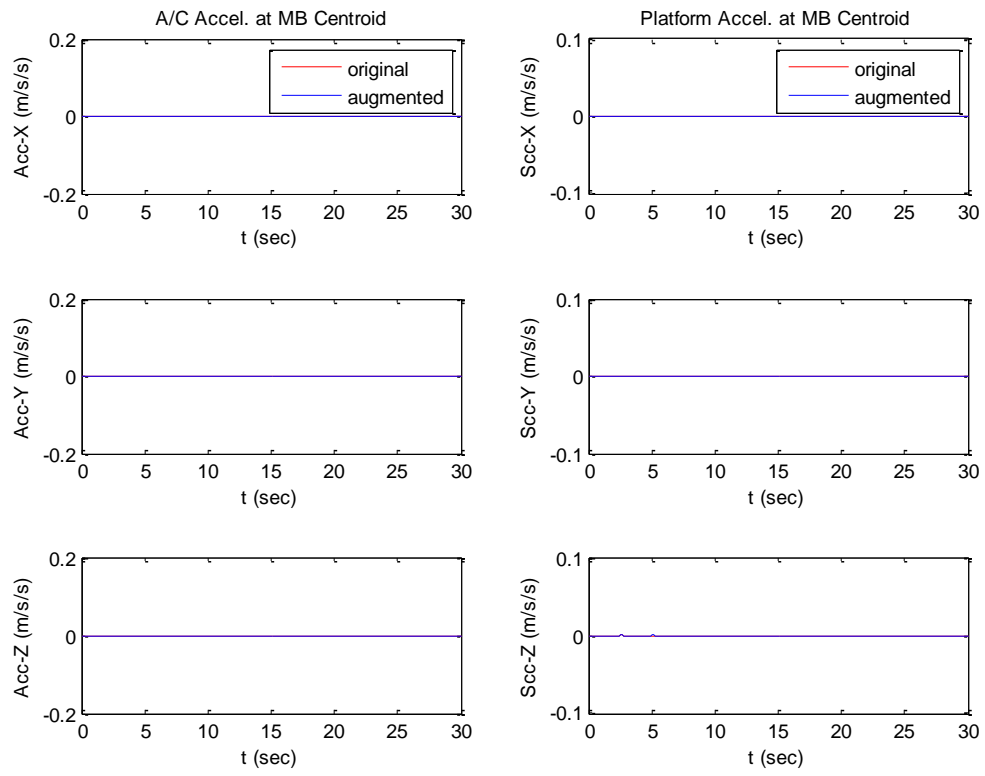 A/C Accel. at MB Centroid
0.2
0
-0.2
Acc-X (m/s/s)
original
augmented
0 5 10 15 20 25 30
t (sec)
Platform Accel. at MB Centroid
0.1
0
-0.1
Scc-X (m/s/s)
original
augmented
0 5 10 15 20 25 30
t (sec)
0.2
0
-0.2
Acc-Y (m/s/s)
0 5 10 15 20 25 30
t (sec)
0.1
0
-0.1
Scc-Y (m/s/s)
0 5 10 15 20 25 30
t (sec)
0.2
0
-0.2
Acc-Z (m/s/s)
0 5 10 15 20 25 30
t (sec)
0.1
0
-0.1
Scc-Z (m/s/s)
0 5 10 15 20 25 30
t (sec)